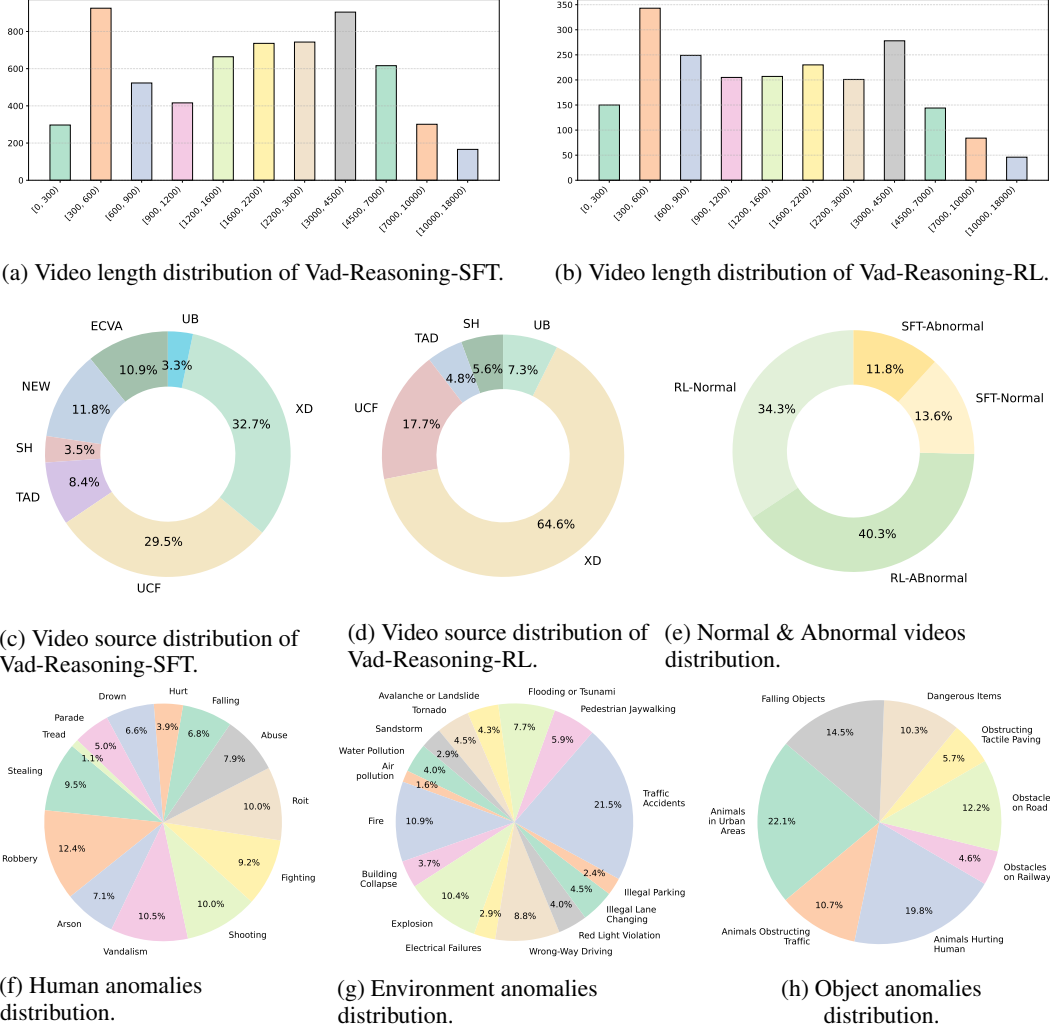 800
600
400
200
0
[0, 300)
[300, 600)
[600, 900)
[900, 1200)
[1200, 1600)
[1600, 2200)
[2200, 3000)
[3000, 4500)
[4500, 7000)
[7000, 10000)
[10000, 18000)
(a) Video length distribution of Vad-Reasoning-SFT.
350
300
250
200
150
100
50
0
[0, 300)
[300, 600)
[600, 900)
[900, 1200)
[1200, 1600)
[1600, 2200)
[2200, 3000)
[3000, 4500)
[4500, 7000)
[7000, 10000)
[10000, 18000)
(b) Video length distribution of Vad-Reasoning-RL.
UB
3.3%
ECVA
10.9%
NEW
11.8%
SH
3.5%
TAD
8.4%
UCF
29.5%
XD
32.7%
(c) Video source distribution of
Vad-Reasoning-SFT.
UB
7.3%
SH
5.6%
TAD
4.8%
UCF
17.7%
XD
64.6%
(d) Video source distribution of
Vad-Reasoning-RL.
SFT-Abnormal
11.8%
SFT-Normal
13.6%
RL-Normal
34.3%
RL-ABnormal
40.3%
(e) Normal & Abnormal videos
distribution.
Hurt
3.9%
Falling
6.8%
Abuse
7.9%
Roit
10.0%
Fighting
9.2%
Shooting
10.0%
Vandalism
10.5%
Arson
7.1%
Robbery
12.4%
Stealing
9.5%
Tread
1.1%
Parade
5.0%
Drown
6.6%
(f) Human anomalies
distribution.
Flooding or Tsunami
7.7%
Pedestrian Jaywalking
5.9%
Traffic
Accidents
21.5%
Illegal Parking
2.4%
Illegal Lane
Changing
4.5%
Red Light Violation
4.0%
Wrong-Way Driving
8.8%
Electrical Failures
2.9%
Explosion
10.4%
Building
Collapse
3.7%
Fire
10.9%
Air
pollution
1.6%
Water Pollution
4.0%
Sandstorm
2.9%
Tornado
4.5%
Avalanche or Landslide
4.3%
(g) Environment anomalies
distribution.
Dangerous Items
10.3%
Obstructing
Tactile Paving
5.7%
Obstacle
on Road
12.2%
Obstacles
on Railway
4.6%
Animals Hurting
Human
19.8%
Animals Obstructing
Traffic
10.7%
Animals
in Urban
Areas
22.1%
Falling Objects
14.5%
(h) Object anomalies
distribution.